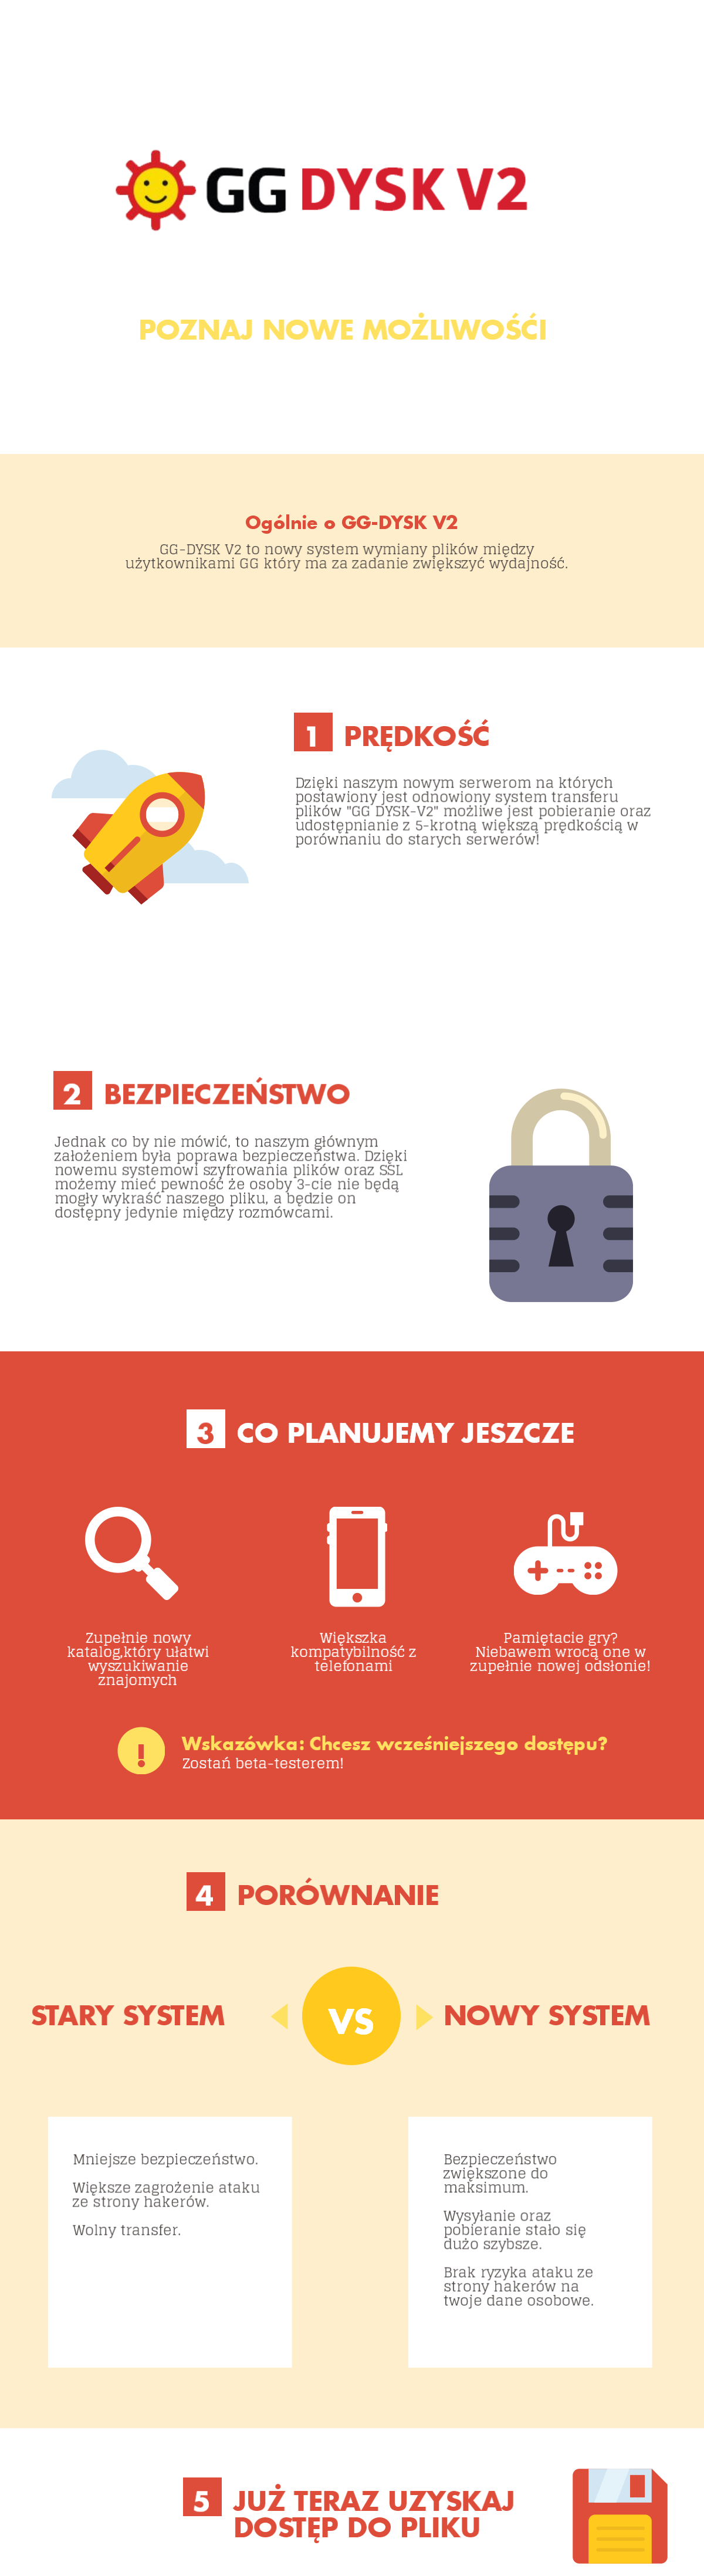 GG DYSK V2
POZNAJ NOWE MOŻLIWOŚĆI
Ogólnie o GG-DYSK V2
GG-DYSK V2 to nowy system wymiany plików między
użytkownikami GG który ma za zadanie zwiększyć wydajność.
1 PRĘDKOŚĆ
Dzięki naszym nowym serwerom na których
postawiony jest odnowiony system transferu
plików "GG DYSK-V2" możliwe jest pobieranie oraz
udostępnianie z 5-krotną większą prędkością w
porównaniu do starych serwerów!
2 BEZPIECZEŃSTWO
Jednak co by nie mówić, to naszym głównym
założeniem była poprawa bezpieczeństwa. Dzięki
nowemu systemowi szyfrowania plików oraz SSL
możemy mieć pewność że osoby 3-cie nie będą
mogły wykraść naszego pliku, a będzie on
dostępny jedynie między rozmówcami.
3 CO PLANUJEMY JESZCZE
Zupełnie nowy
katalog,który ułatwi
wyszukiwanie
znajomych
Większka
kompatybilność z
telefonami
Pamiętacie gry?
Niebawem wrocą one w
zupełnie nowej odsłonie!
! Wskazówka: Chcesz wcześniejszego dostępu?
Zostań beta-testerem!
4 PORÓWNANIE
STARY SYSTEM VS NOWY SYSTEM
Mniejsze bezpieczeństwo.
Większe zagrożenie ataku
ze strony hakerów.
Wolny transfer.
Bezpieczeństwo
zwiększone do
maksimum.
Wysyłanie oraz
pobieranie stało się
dużo szybsze.
Brak ryzyka ataku ze
strony hakerów na
twoje dane osobowe.
5 JUŻ TERAZ UZYSKAJ
DOSTĘP DO PLIKU